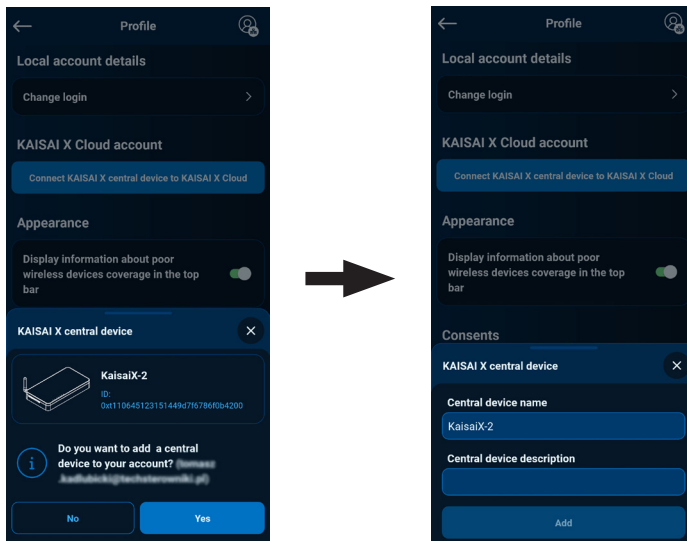 Profile
Local account details
Change login
KAISAI X Cloud account
Connect KAISAI X central device to KAISAI X Cloud
Appearance
Display information about poor
wireless devices coverage in the top
bar
KAISAI X central device
KaisaiX-2
ID:
0xt110645123151449d7f6786f0b4200
Do you want to add a central
device to your account?
No
Yes
Profile
Local account details
Change login
KAISAI X Cloud account
Connect KAISAI X central device to KAISAI X Cloud
Appearance
Display information about poor
wireless devices coverage in the top
bar
Consents
KAISAI X central device
Central device name
KaisaiX-2
Central device description
Add